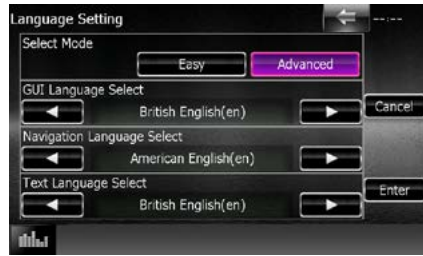 Language Setting
--:--
Select Mode
Easy
Advanced
GUI Language Select
British English(en)
Cancel
Navigation Language Select
American English(en)
Text Language Select
British English(en)
Enter